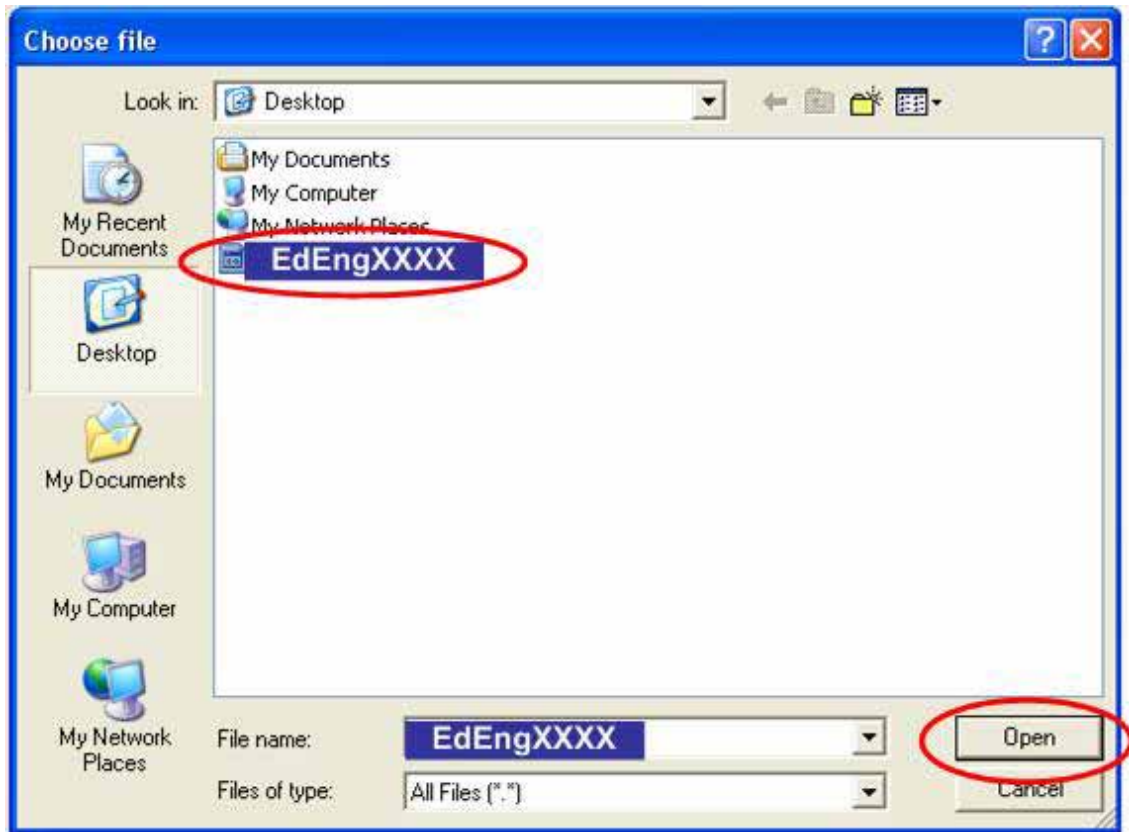 Choose file
Look in:
Desktop
My Documents
My Computer
My Network Places
EdEngXXXX
My Recent
Documents
Desktop
My Documents
My Computer
My Network
Places
File name:
EdEngXXXX
Open
Files of type:
All Files (*.*)
Cancel